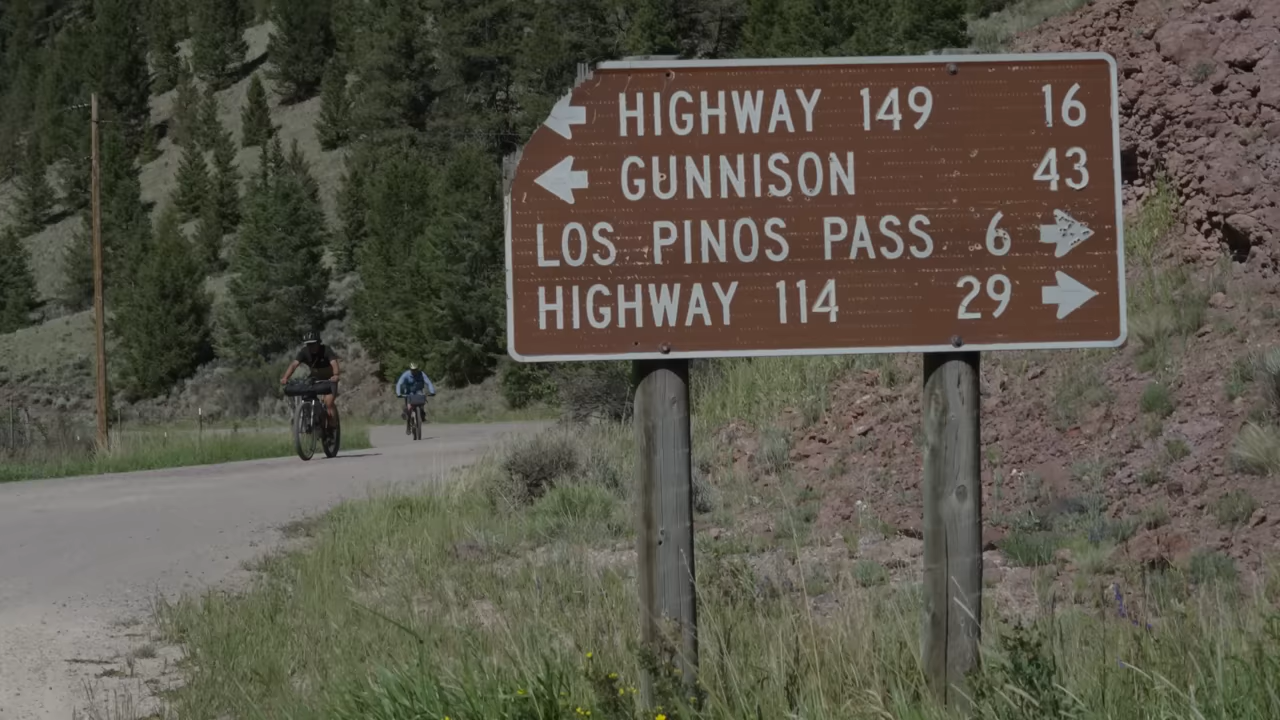 HIGHWAY 149 16
GUNNISON 43
LOS PINOS PASS 6
HIGHWAY 114 29